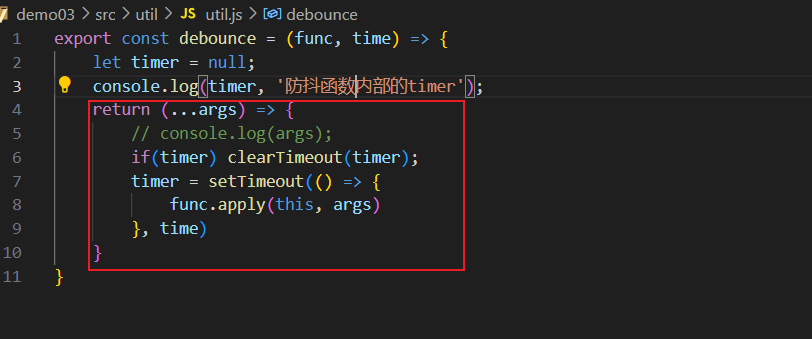 demo03 > src > util > JS util.js > debounce
1 export const debounce = (func, time) => {
2     let timer = null;
3     console.log(timer, '防抖函数内部的timer');
4     return (...args) => {
5         // console.log(args);
6         if(timer) clearTimeout(timer);
7         timer = setTimeout(() => {
8             func.apply(this, args)
9         }, time)
10     }
11 }